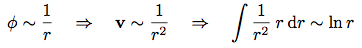 ϕ ∼ 1/r ⇒ v ∼ 1/r² ⇒ ∫ 1/r² r dr ∼ ln r